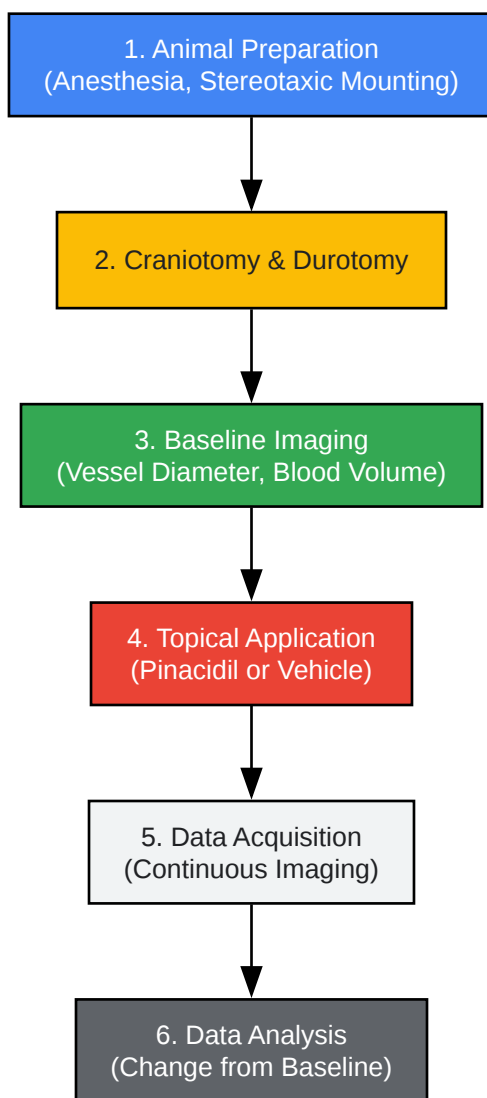 1. Animal Preparation
(Anesthesia, Stereotaxic Mounting)
2. Craniotomy & Durotomy
3. Baseline Imaging
(Vessel Diameter, Blood Volume)
4. Topical Application
(Pinacidil or Vehicle)
5. Data Acquisition
(Continuous Imaging)
6. Data Analysis
(Change from Baseline)